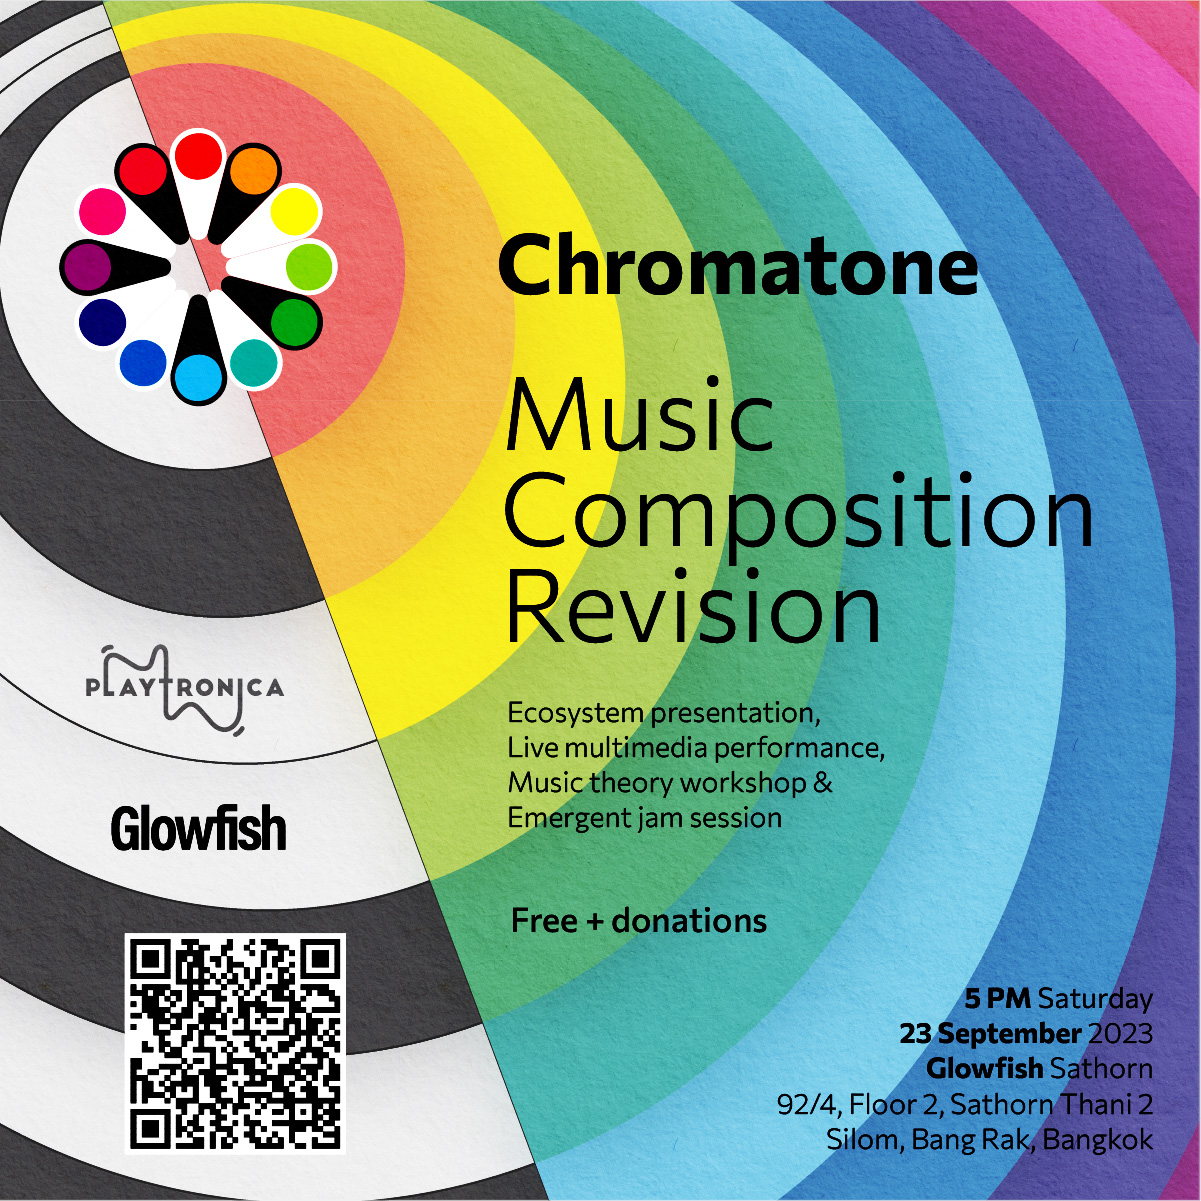 Chromatone
Music
Composition
Revision
Ecosystem presentation,
Live multimedia performance,
Music theory workshop &
Emergent jam session
Free + donations
PLAYTRONICA
Glowfish
5 PM Saturday
23 September 2023
Glowfish Sathorn
92/4, Floor 2, Sathorn Thani 2
Silom, Bang Rak, Bangkok